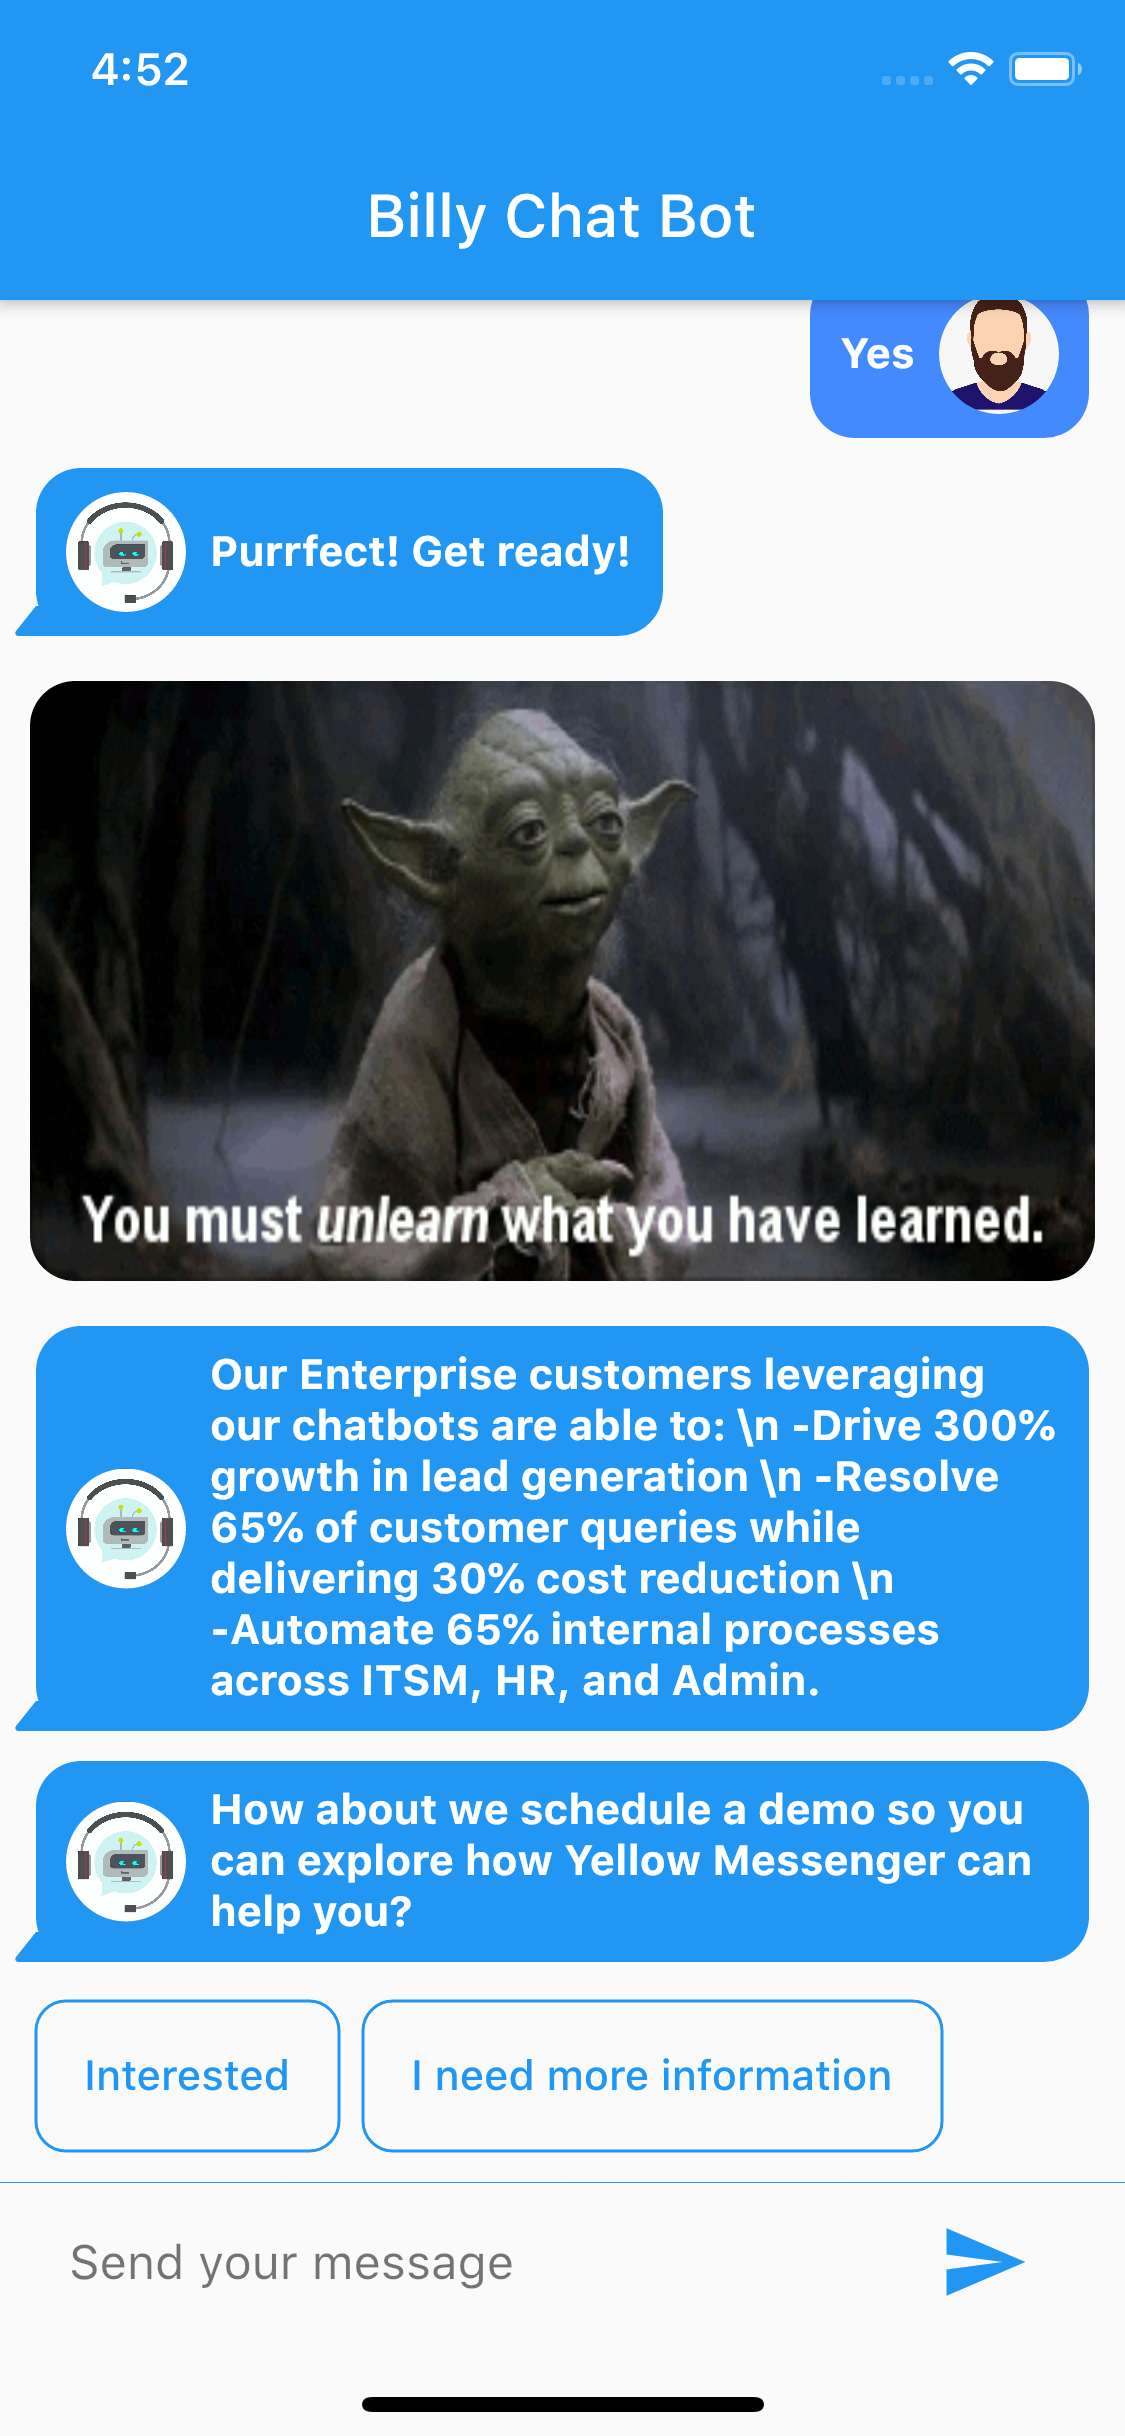 4:52
Billy Chat Bot
Yes
Purrfect! Get ready!
You must unlearn what you have learned.
Our Enterprise customers leveraging
our chatbots are able to: \n -Drive 300%
growth in lead generation \n -Resolve
65% of customer queries while
delivering 30% cost reduction \n
-Automate 65% internal processes
across ITSM, HR, and Admin.
How about we schedule a demo so you
can explore how Yellow Messenger can
help you?
Interested
I need more information
Send your message